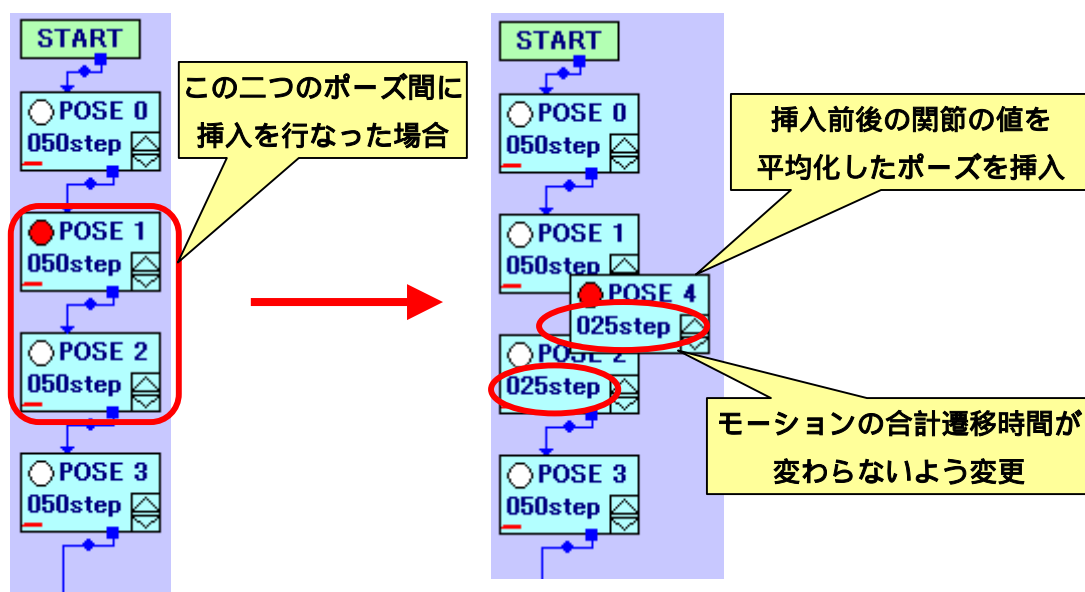 START
POSE 0
050step
POSE 1
050step
POSE 2
050step
POSE 3
050step
この二つのポーズ間に
挿入を行なった場合
START
POSE 0
050step
POSE 1
050step
POSE 4
025step
POSE 2
025step
POSE 3
050step
挿入前後の関節の値を
平均化したポーズを挿入
モーションの合計遷移時間が
変わらないよう変更